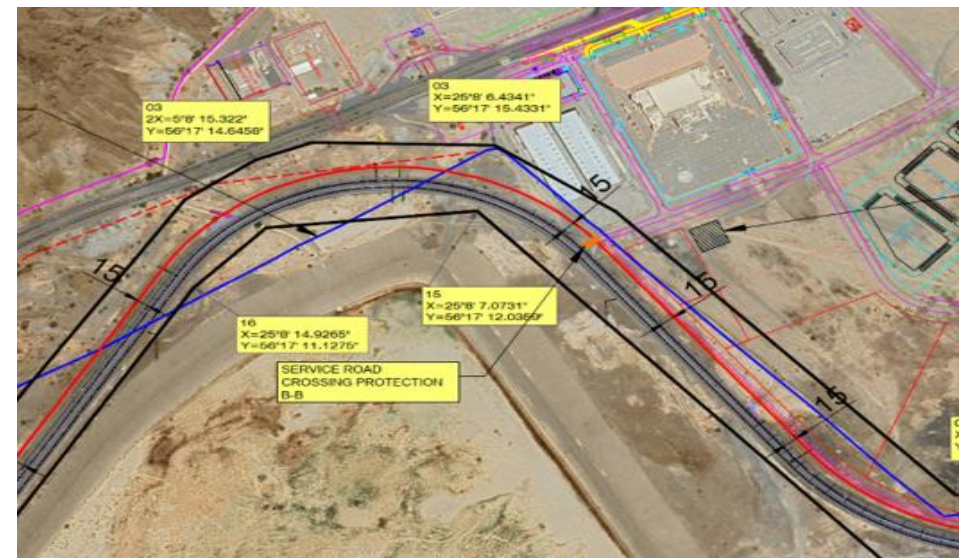 03
2X=5°8' 15.322"
Y=56°17' 14.6458"
03
X=25°8' 6.4341"
Y=56°17' 15.4331"
15
15
15
15
16
X=25°8' 14.9265"
Y=56°17' 11.1275"
15
X=25°8' 7.0731"
Y=56°17' 12.0359"
SERVICE ROAD
CROSSING PROTECTION
B-B